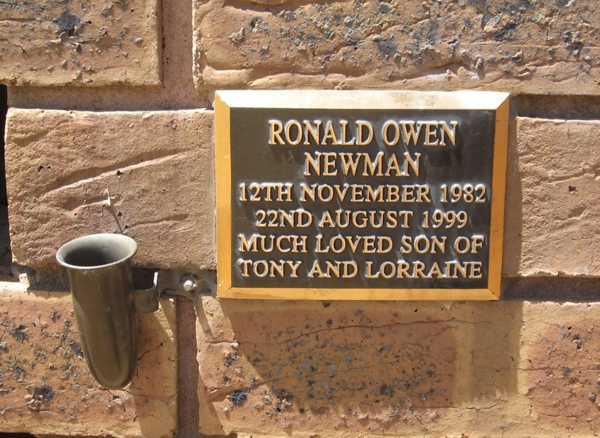 RONALD OWEN
NEWMAN
12TH NOVEMBER 1982
22ND AUGUST 1999
MUCH LOVED SON OF
TONY AND LORRAINE